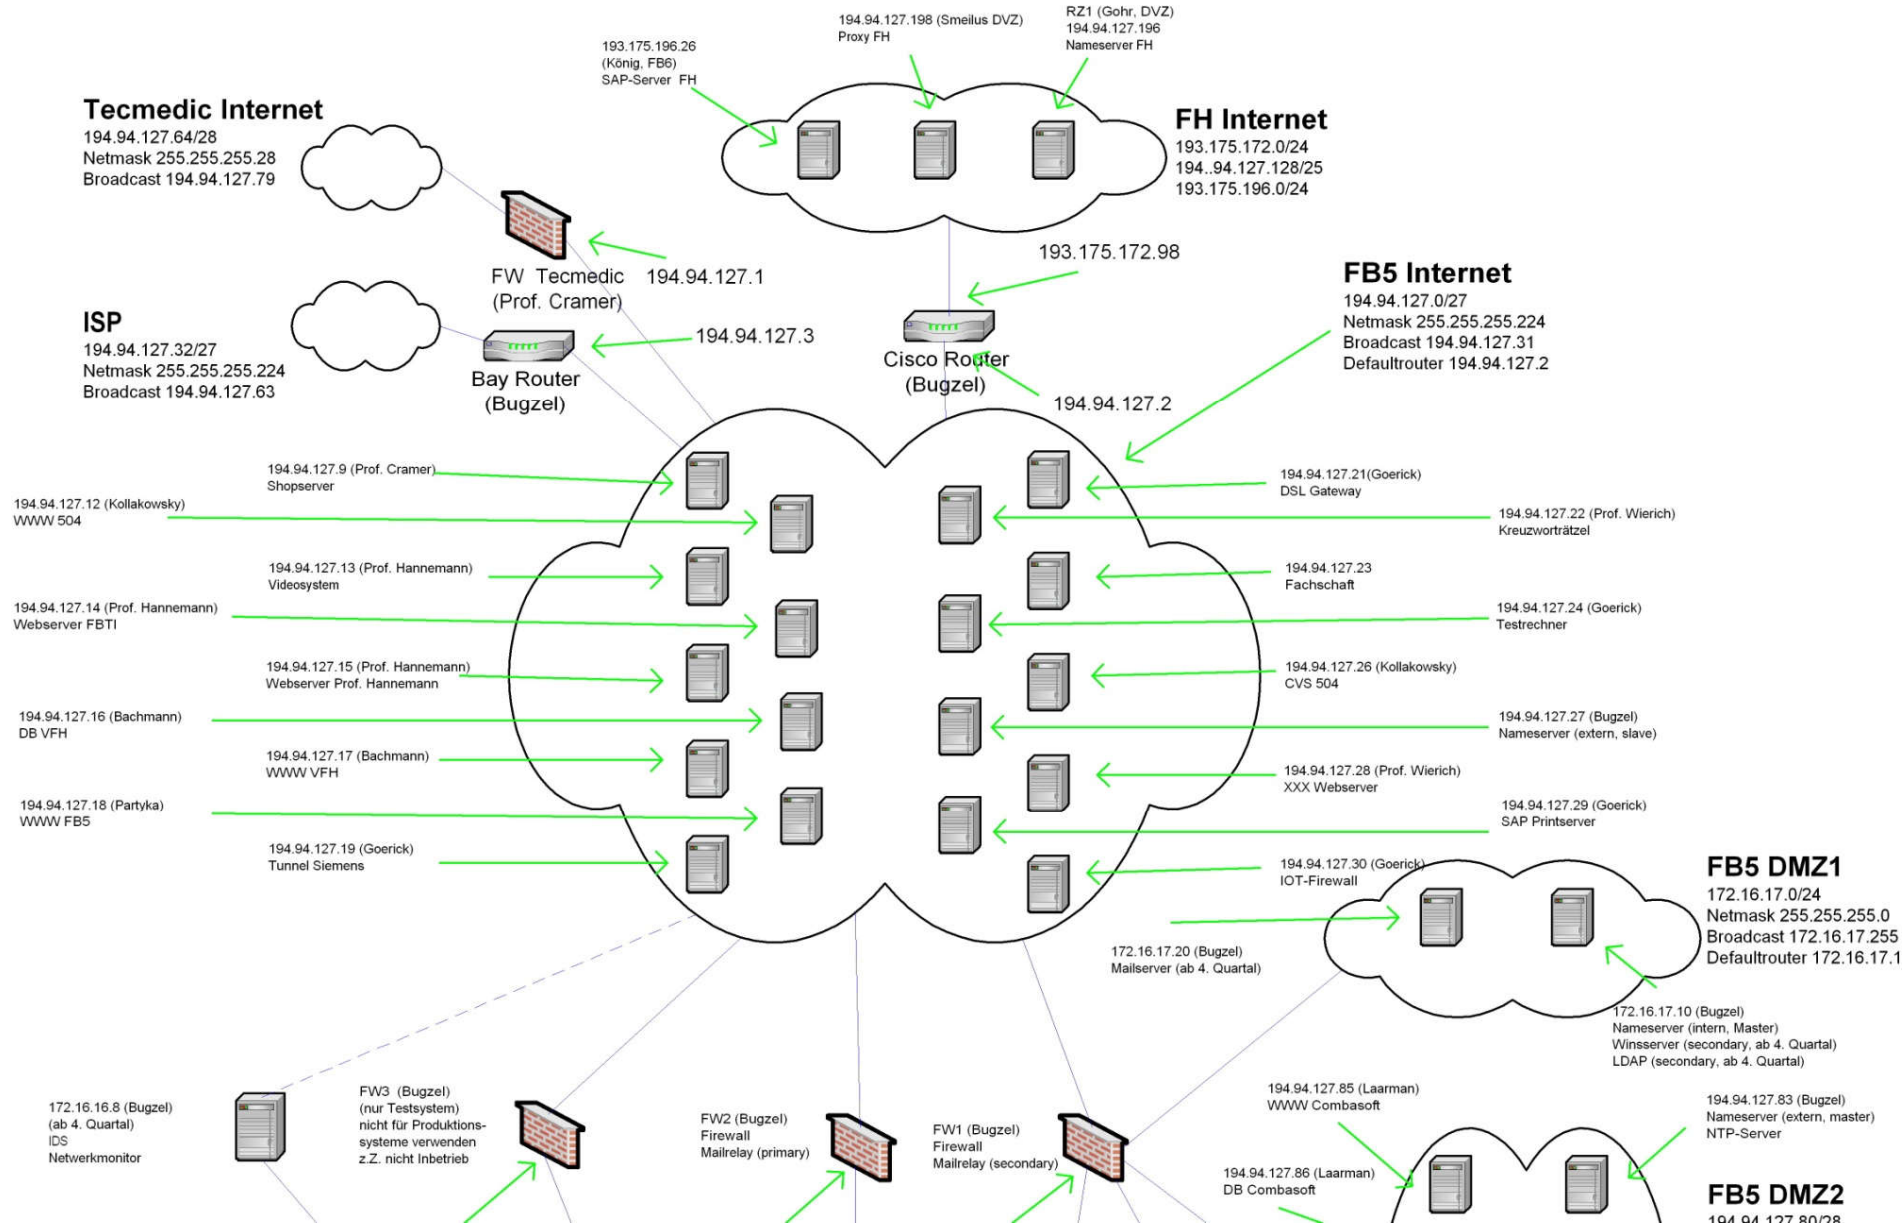 194.94.127.198 (Smeilus DVZ)
Proxy FH
RZ1 (Gohr, DVZ)
194.94.127.196
Nameserver FH
193.175.196.26
(König, FB6)
SAP-Server FH
Tecmedic Internet
194.94.127.64/28
Netmask 255.255.255.28
Broadcast 194.94.127.79
FH Internet
193.175.172.0/24
194..94.127.128/25
193.175.196.0/24
FW Tecmedic
(Prof. Cramer)
194.94.127.1
193.175.172.98
FB5 Internet
194.94.127.0/27
Netmask 255.255.255.224
Broadcast 194.94.127.31
Defaultrouter 194.94.127.2
ISP
194.94.127.32/27
Netmask 255.255.255.224
Broadcast 194.94.127.63
194.94.127.3
Bay Router
(Bugzel)
Cisco Router
(Bugzel)
194.94.127.2
194.94.127.9 (Prof. Cramer)
Shopserver
194.94.127.12 (Kollakowsky)
WWW 504
194.94.127.13 (Prof. Hannemann)
Videosystem
194.94.127.14 (Prof. Hannemann)
Webserver FBTI
194.94.127.15 (Prof. Hannemann)
Webserver Prof. Hannemann
194.94.127.16 (Bachmann)
DB VFH
194.94.127.17 (Bachmann)
WWW VFH
194.94.127.18 (Partyka)
WWW FB5
194.94.127.19 (Goerick)
Tunnel Siemens
194.94.127.21(Goerick)
DSL Gateway
194.94.127.22 (Prof. Wierich)
Kreuzworträtzel
194.94.127.23
Fachschaft
194.94.127.24 (Goerick)
Testrechner
194.94.127.26 (Kollakowsky)
CVS 504
194.94.127.27 (Bugzel)
Nameserver (extern, slave)
194.94.127.28 (Prof. Wierich)
XXX Webserver
194.94.127.29 (Goerick)
SAP Printserver
194.94.127.30 (Goerick)
IOT-Firewall
FB5 DMZ1
172.16.17.0/24
Netmask 255.255.255.0
Broadcast 172.16.17.255
Defaultrouter 172.16.17.1
172.16.17.20 (Bugzel)
Mailserver (ab 4. Quartal)
172.16.17.10 (Bugzel)
Nameserver (intern, Master)
Winsserver (secondary, ab 4. Quartal)
LDAP (secondary, ab 4. Quartal)
172.16.16.8 (Bugzel)
(ab 4. Quartal)
IDS
Netwerkmonitor
FW3 (Bugzel)
(nur Testsystem)
nicht für Produktions-
systeme verwenden
z.Z. nicht Inbetrieb
FW2 (Bugzel)
Firewall
Mailrelay (primary)
FW1 (Bugzel)
Firewall
Mailrelay (secondary)
194.94.127.85 (Laarman)
WWW Combasoft
194.94.127.83 (Bugzel)
Nameserver (extern, master)
NTP-Server
194.94.127.86 (Laarman)
DB Combasoft
FB5 DMZ2
194.94.127.80/28